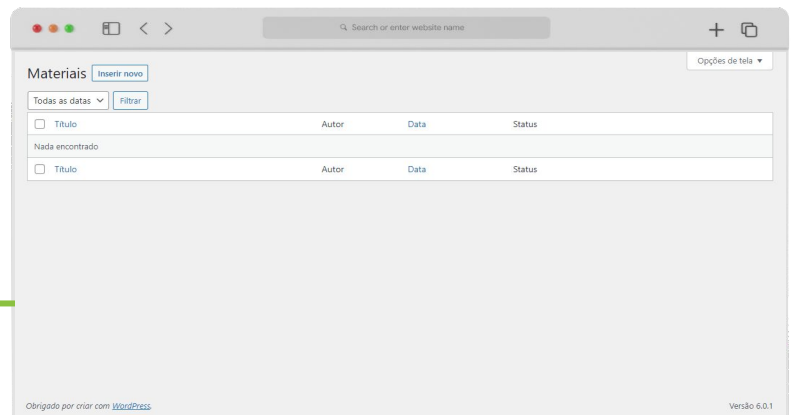 Search or enter website name
Opções de tela ▼
Materiais Inserir novo
Todas as datas Filtrar
Título Autor Data Status
Nada encontrado
Título Autor Data Status
Obrigado por criar com WordPress. Versão 6.0.1